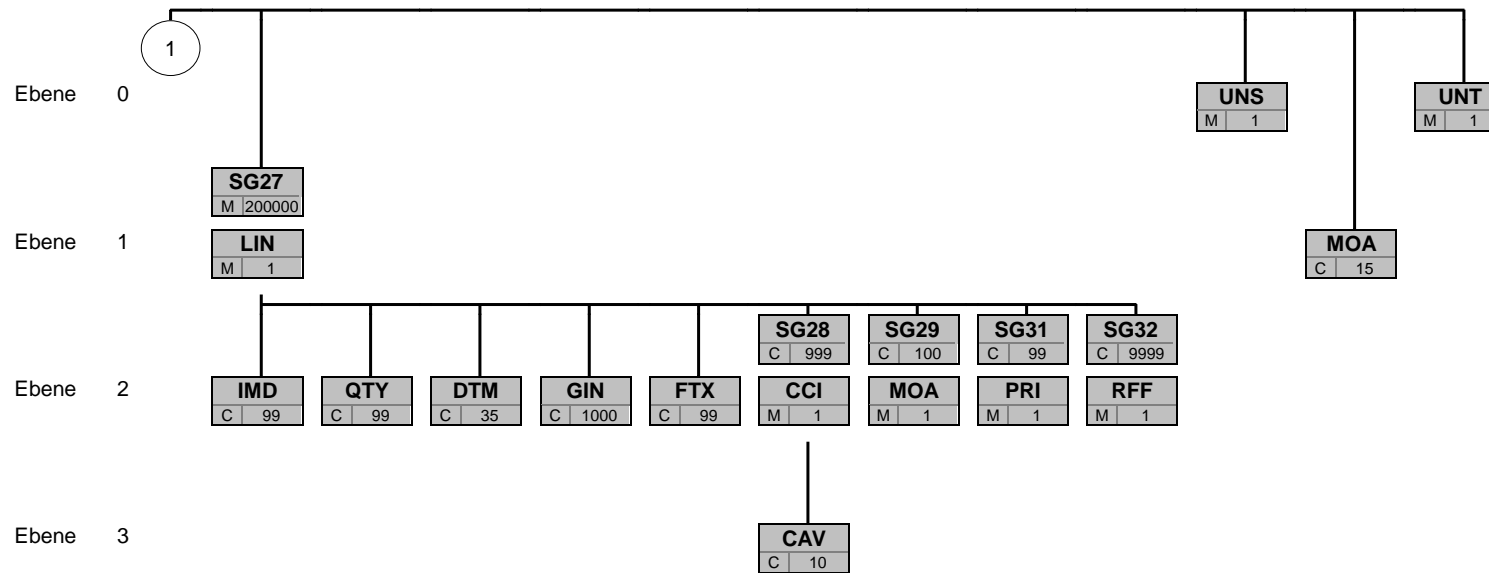 1
Ebene 0
UNS UNT
M 1 M 1
SG27
M 200000
Ebene 1
LIN MOA
M 1 C 15
SG28 SG29 SG31 SG32
C 999 C 100 C 99 C 9999
Ebene 2
IMD QTY DTM GIN FTX CCI MOA PRI RFF
C 99 C 99 C 35 C 1000 C 99 M 1 M 1 M 1 M 1
Ebene 3
CAV
C 10